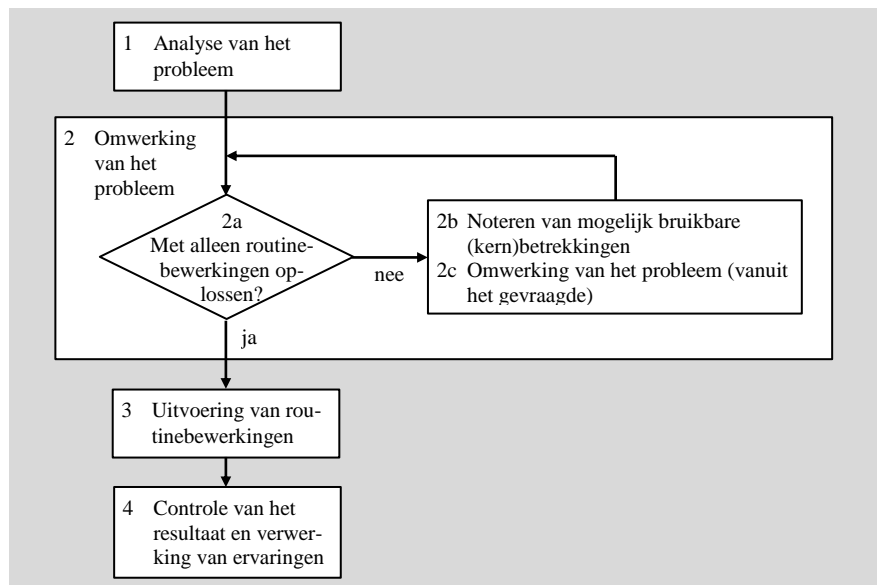 1 Analyse van het
probleem
2 Omwerking
van het
probleem
2a
Met alleen routine-
bewerkingen op-
lossen?
nee
2b Noteren van mogelijk bruikbare
(kern)betrekkingen
2c Omwerking van het probleem (vanuit
het gevraagde)
ja
3 Uitvoering van rou-
tinebewerkingen
4 Controle van het
resultaat en verwer-
king van ervaringen